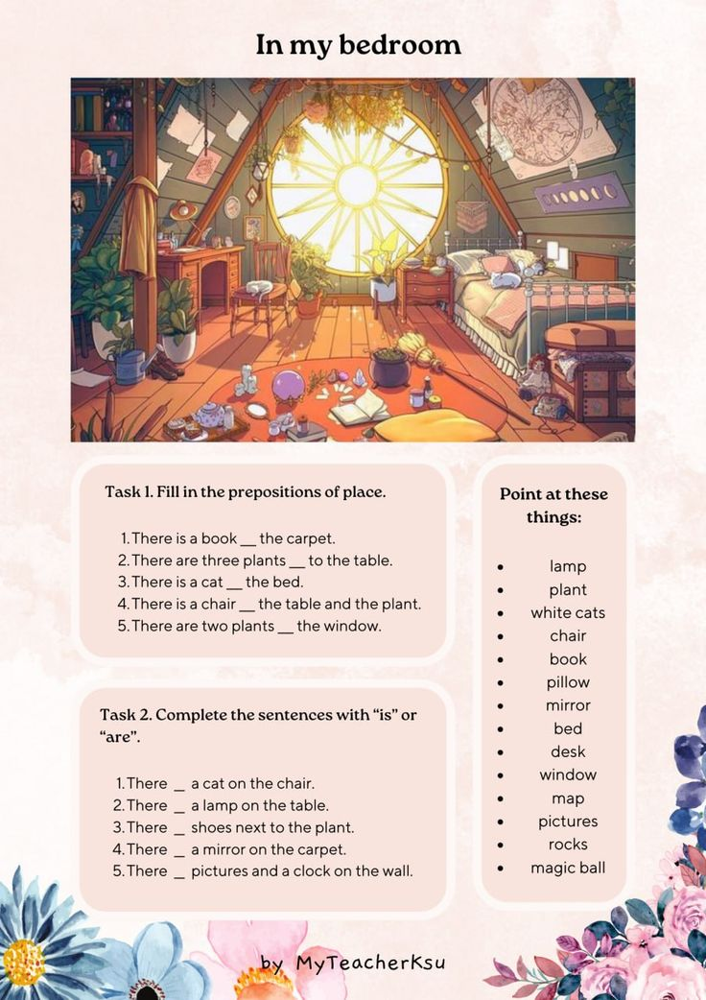 In my bedroom
Task 1. Fill in the prepositions of place.
1. There is a book __ the carpet.
2. There are three plants __ to the table.
3. There is a cat __ the bed.
4. There is a chair __ the table and the plant.
5. There are two plants __ the window.
Task 2. Complete the sentences with “is” or
“are”.
1. There _ a cat on the chair.
2. There _ a lamp on the table.
3. There _ shoes next to the plant.
4. There _ a mirror on the carpet.
5. There _ pictures and a clock on the wall.
Point at these
things:
• lamp
• plant
• white cats
• chair
• book
• pillow
• mirror
• bed
• desk
• window
• map
• pictures
• rocks
• magic ball
by MyTeacherKsu